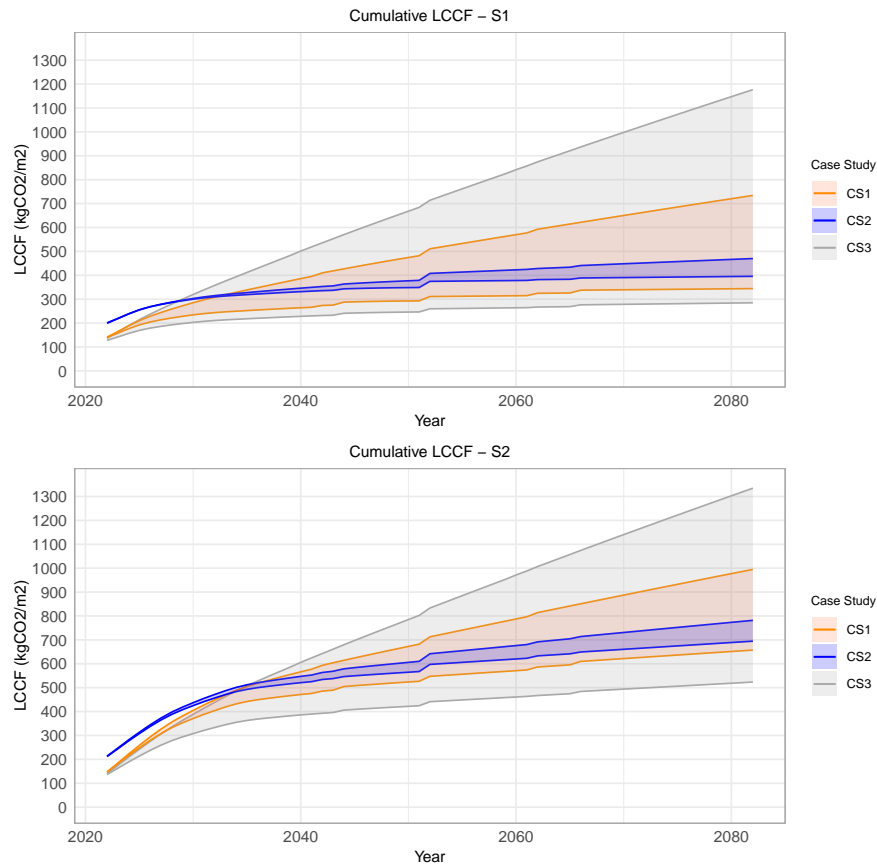 Cumulative LCCF – S1
LCCF (kgCO2/m2)
1300
1200
1100
1000
900
800
700
600
500
400
300
200
100
0
2020
2040
2060
2080
Year
Case Study
CS1
CS2
CS3
Cumulative LCCF – S2
LCCF (kgCO2/m2)
1300
1200
1100
1000
900
800
700
600
500
400
300
200
100
0
2020
2040
2060
2080
Year
Case Study
CS1
CS2
CS3